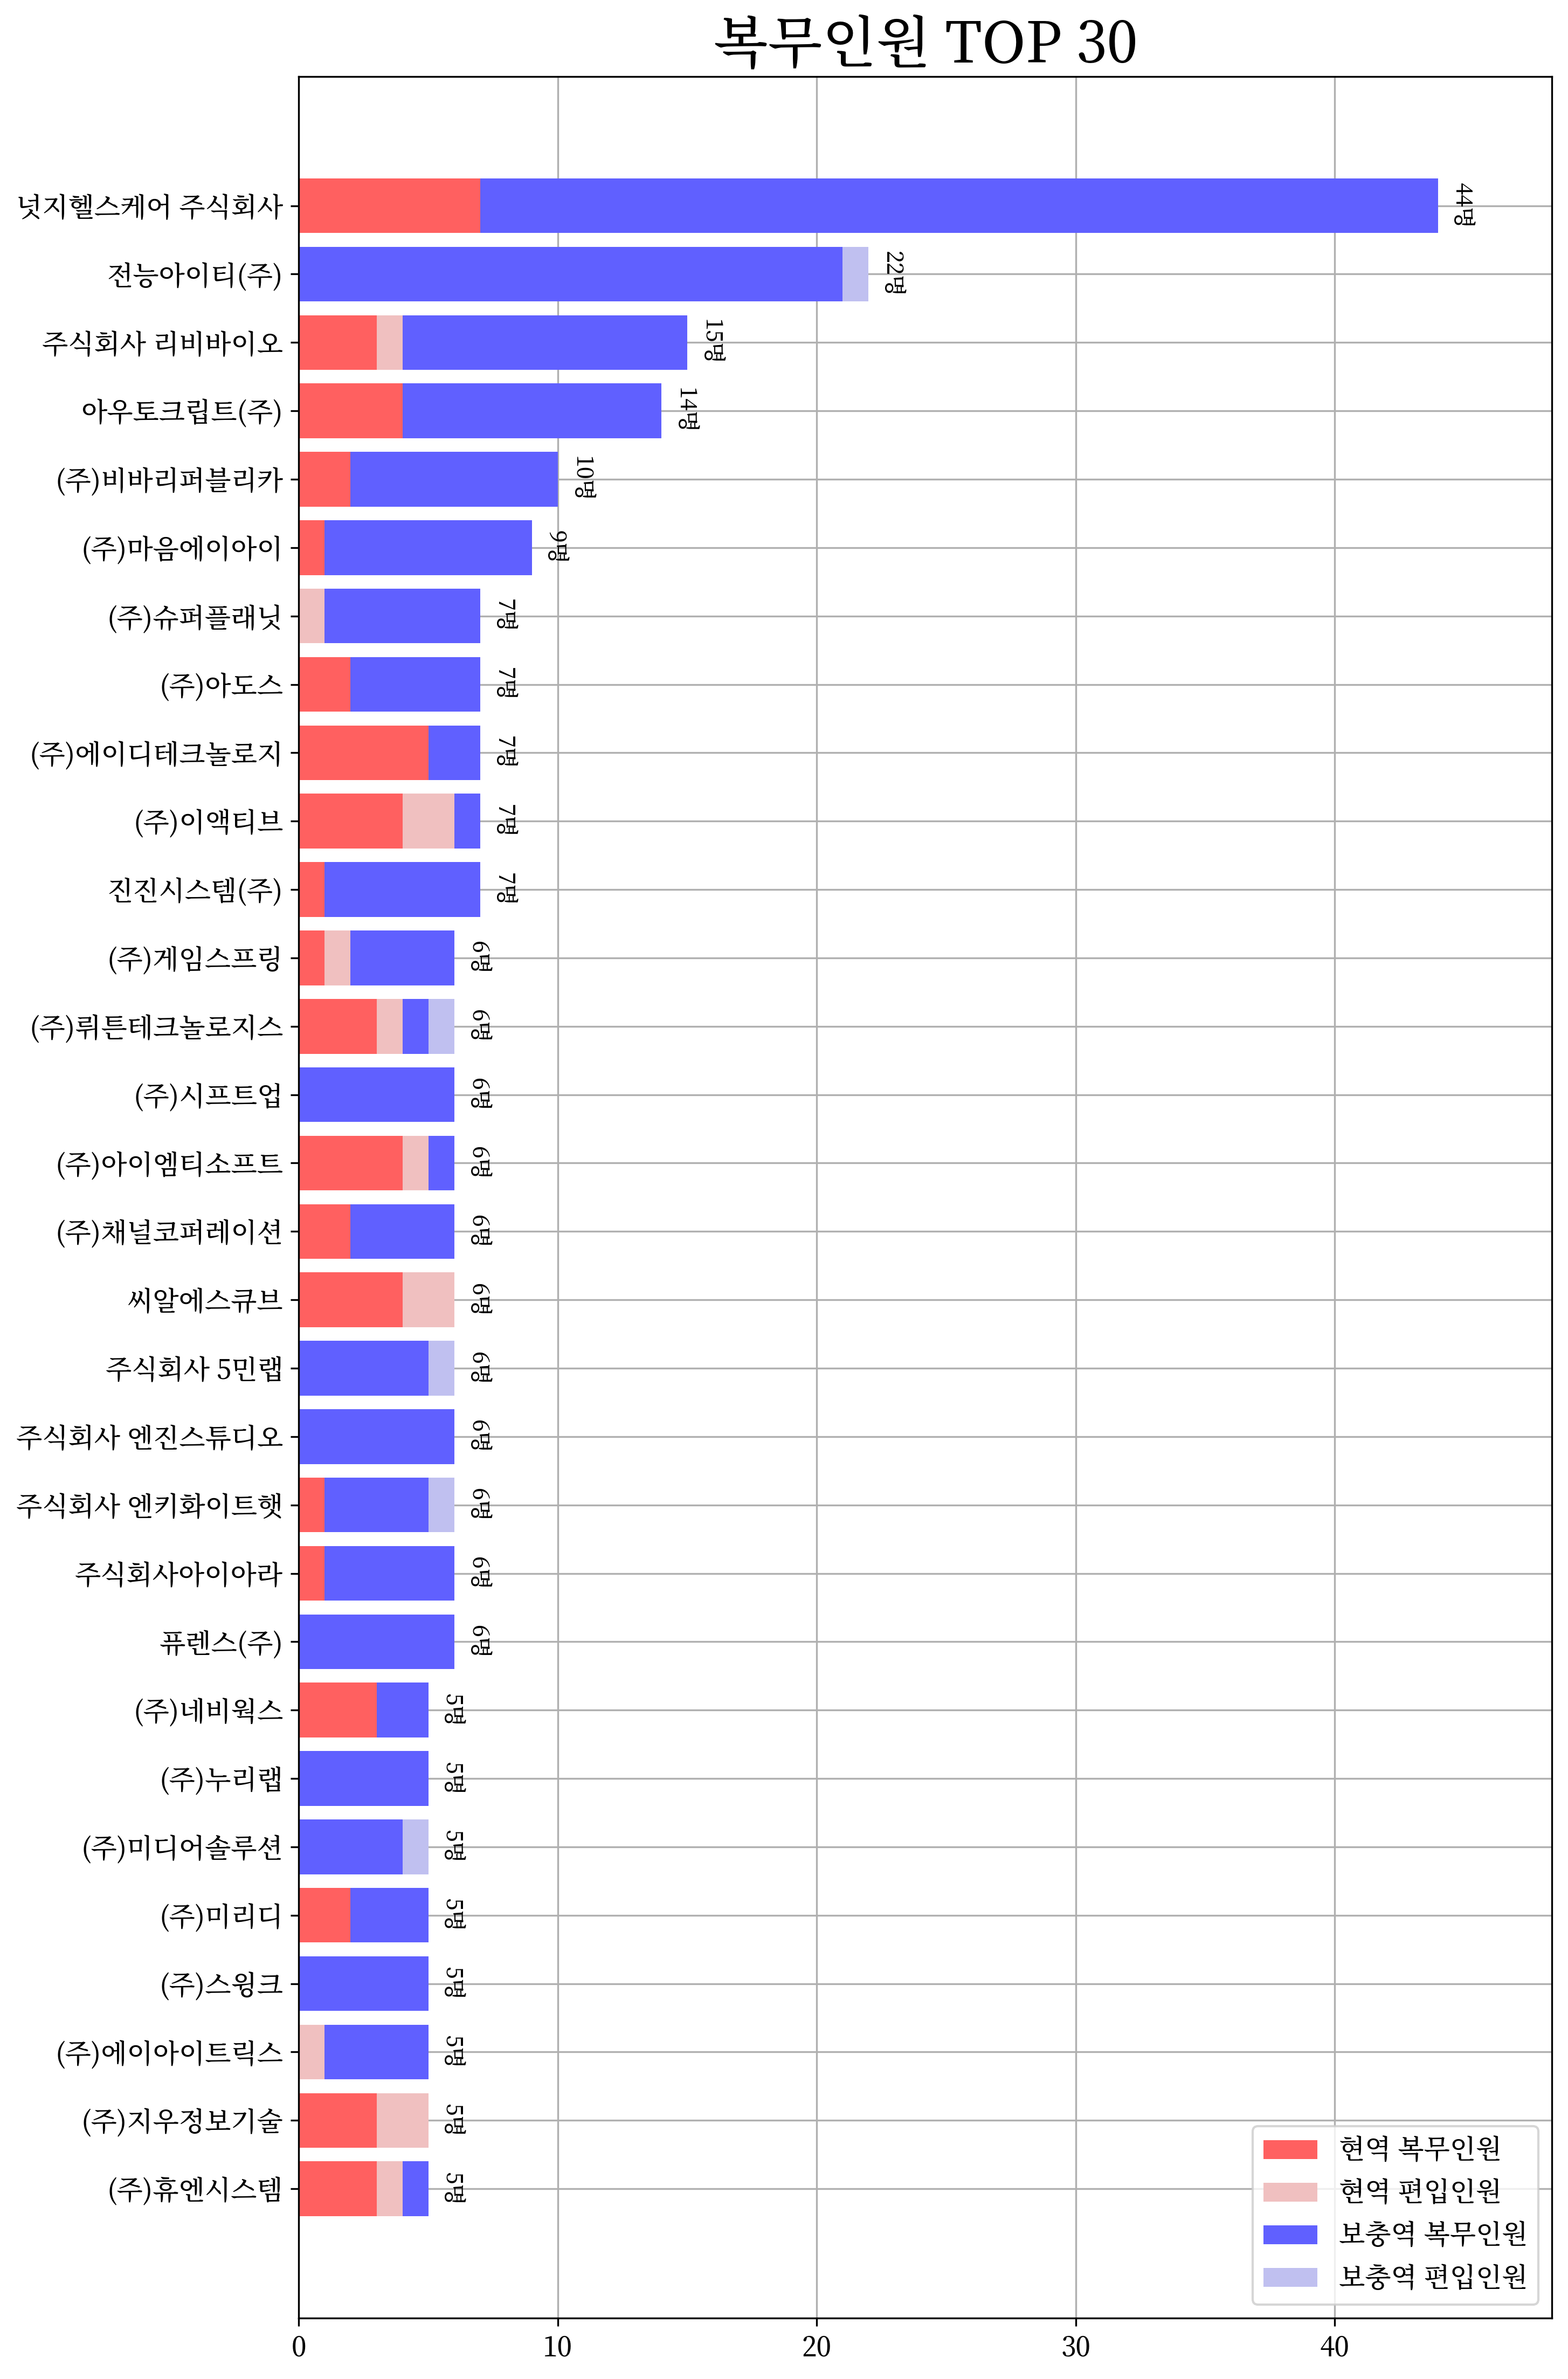 복무인원 TOP 30
넛지헬스케어 주식회사 44명
전능아이티(주) 22명
주식회사 리비바이오 15명
아우토크립트(주) 14명
(주)비바리퍼블리카 10명
(주)마음에이아이 9명
(주)슈퍼플래닛 7명
(주)아도스 7명
(주)에이디테크놀로지 7명
(주)이액티브 7명
진진시스템(주) 7명
(주)게임스프링 6명
(주)뤼튼테크놀로지스 6명
(주)시프트업 6명
(주)아이엠티소프트 6명
(주)채널코퍼레이션 6명
씨알에스큐브 6명
주식회사 5민랩 6명
주식회사 엔진스튜디오 6명
주식회사 엔키화이트햇 6명
주식회사아이아라 6명
퓨렌스(주) 6명
(주)네비웍스 5명
(주)누리랩 5명
(주)미디어솔루션 5명
(주)미리디 5명
(주)스윙크 5명
(주)에이아이트릭스 5명
(주)지우정보기술 5명
(주)휴엔시스템 5명
현역 복무인원
현역 편입인원
보충역 복무인원
보충역 편입인원
0 10 20 30 40